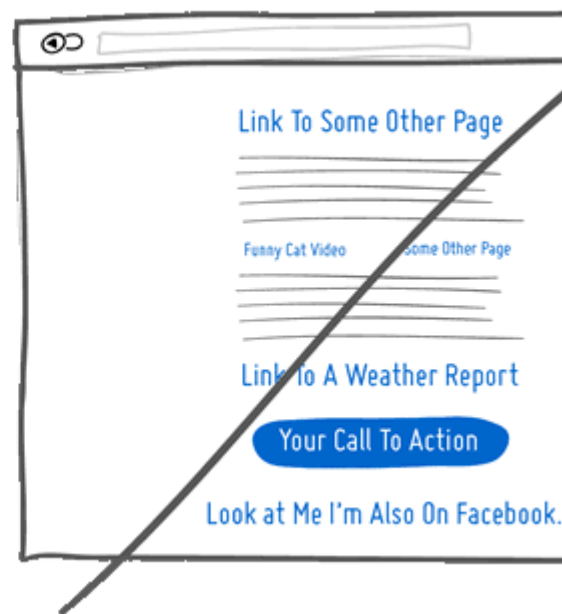 Link To Some Other Page
Funny Cat Video Some Other Page
Link To A Weather Report
Your Call To Action
Look at Me I'm Also On Facebook.